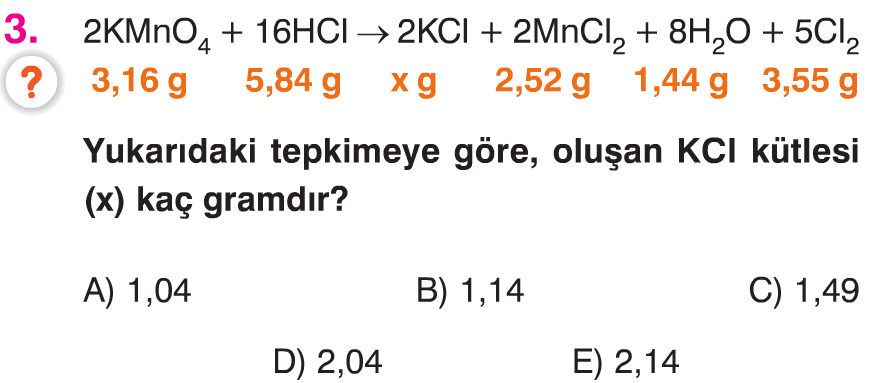 3. 2KMnO₄ + 16HCl → 2KCl + 2MnCl₂ + 8H₂O + 5Cl₂
? 3,16 g 5,84 g x g 2,52 g 1,44 g 3,55 g
Yukarıdaki tepkimeye göre, oluşan KCl kütlesi
(x) kaç gramdır?
A) 1,04 B) 1,14 C) 1,49
D) 2,04 E) 2,14